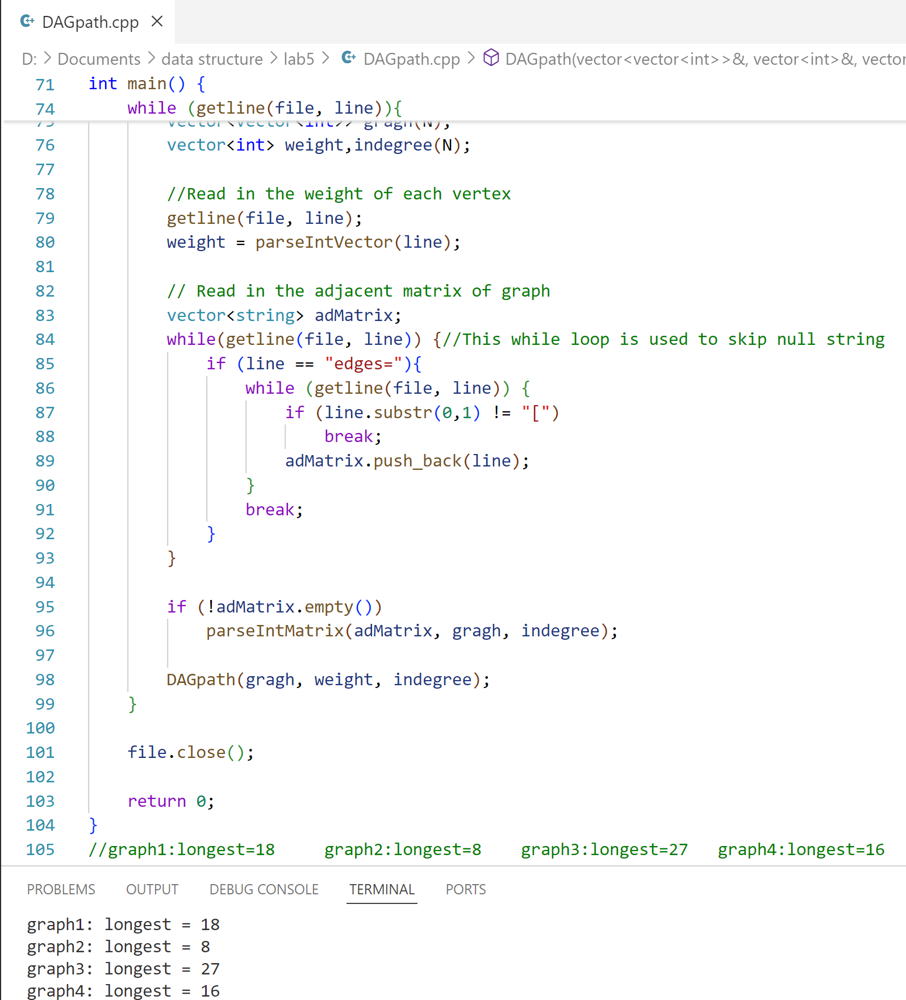 DAGpath.cpp
D: > Documents > data structure > lab5 > DAGpath.cpp > DAGpath(vector<vector<int>>&, vector<int>&, vector
71 int main() {
74 while (getline(file, line)){
75 vector<vector<int>> gragh(N);
76 vector<int> weight,indegree(N);
77
78 //Read in the weight of each vertex
79 getline(file, line);
80 weight = parseIntVector(line);
81
82 // Read in the adjacent matrix of graph
83 vector<string> adMatrix;
84 while(getline(file, line)) {//This while loop is used to skip null string
85 if (line == "edges="){
86 while (getline(file, line)) {
87 if (line.substr(0,1) != "[")
88 break;
89 adMatrix.push_back(line);
90 }
91 break;
92 }
93 }
94
95 if (!adMatrix.empty())
96 parseIntMatrix(adMatrix, gragh, indegree);
97
98 DAGpath(gragh, weight, indegree);
99 }
100
101 file.close();
102
103 return 0;
104 }
105 //graph1:longest=18 graph2:longest=8 graph3:longest=27 graph4:longest=16
PROBLEMS OUTPUT DEBUG CONSOLE TERMINAL PORTS
graph1: longest = 18
graph2: longest = 8
graph3: longest = 27
graph4: longest = 16